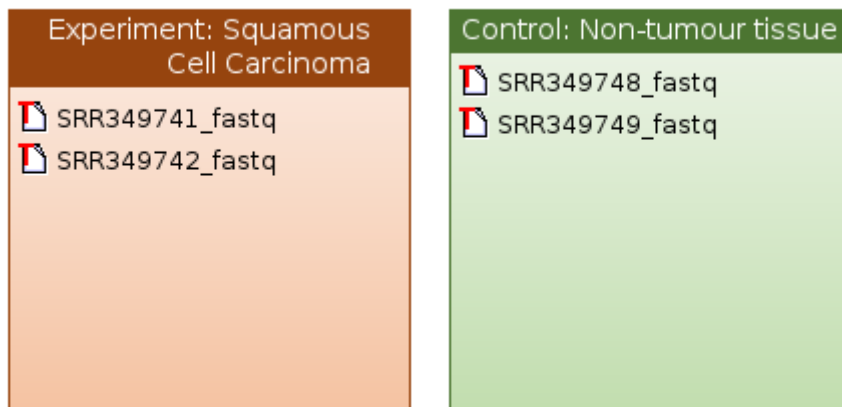 Experiment: Squamous
Cell Carcinoma
SRR349741_fastq
SRR349742_fastq
Control: Non-tumour tissue
SRR349748_fastq
SRR349749_fastq